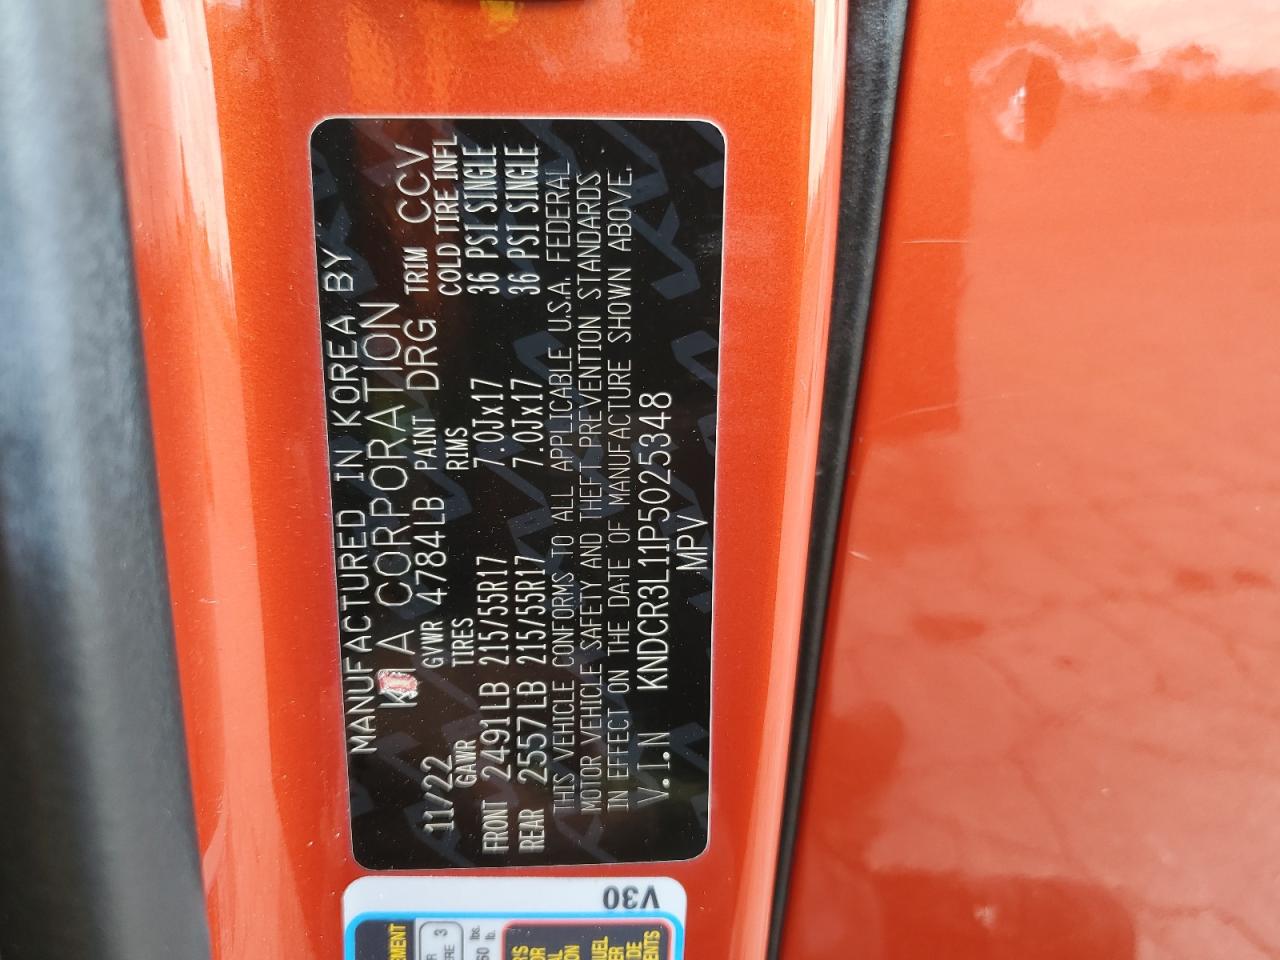 MANUFACTURED IN KOREA BY
KIA CORPORATION
11/22 GVWR 4784LB PAINT DRG TRIM CCV
GAWR TIRES RIMS COLD TIRE INFL
FRONT 2491LB 215/55R17 7.0Jx17 36 PSI SINGLE
REAR 2557LB 215/55R17 7.0Jx17 36 PSI SINGLE
THIS VEHICLE CONFORMS TO ALL APPLICABLE U.S.A. FEDERAL
MOTOR VEHICLE SAFETY AND THEFT PREVENTION STANDARDS
IN EFFECT ON THE DATE OF MANUFACTURE SHOWN ABOVE.
V.I.N KNDCR3L11P5025348
MPV
V30